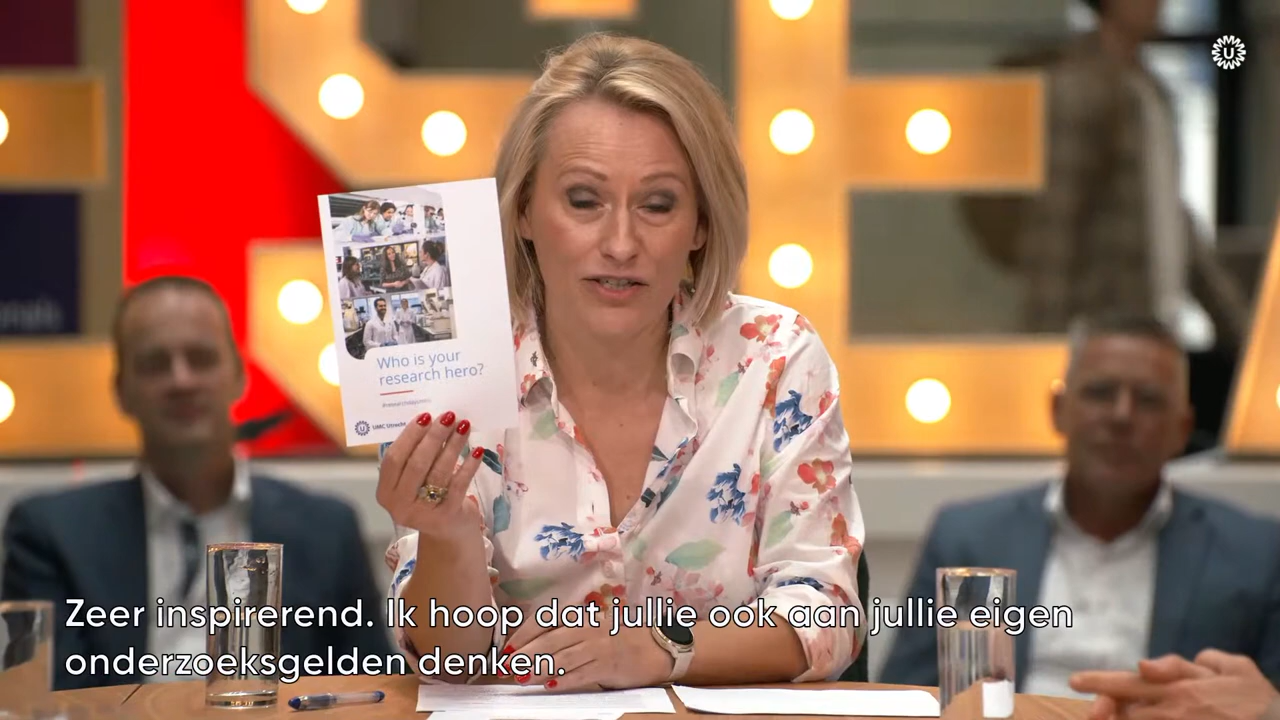 Who is your
research hero?
UMC Utrecht
Zeer inspirerend. Ik hoop dat jullie ook aan jullie eigen
onderzoeksgelden denken.